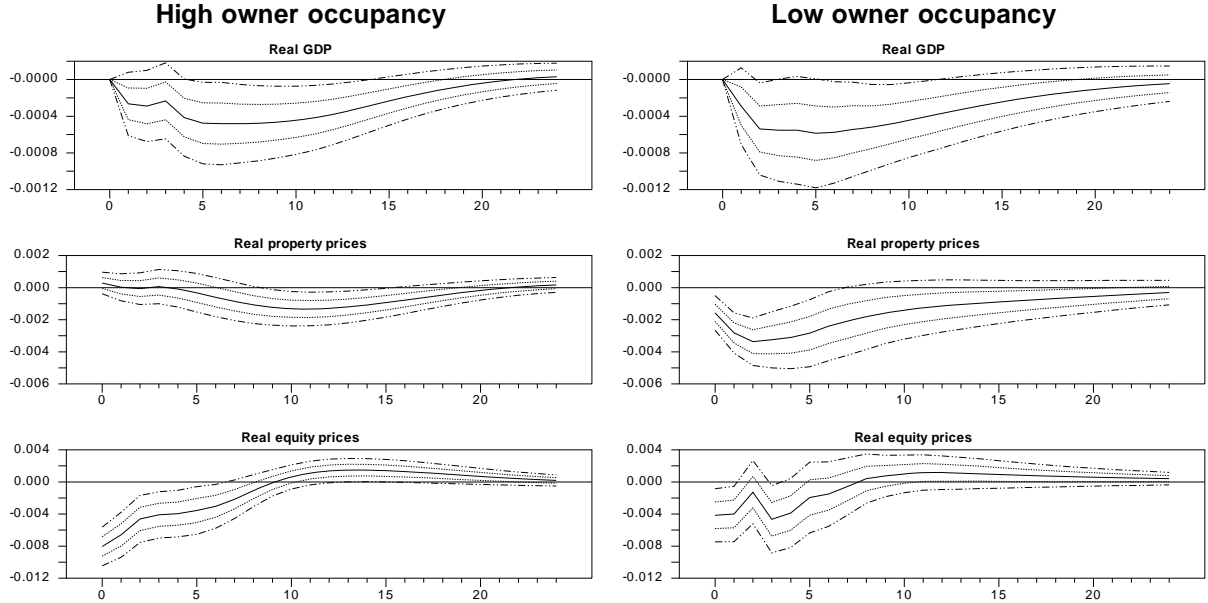 High owner occupancy
Low owner occupancy
Real GDP
-0.0000
-0.0004
-0.0008
-0.0012
0 5 10 15 20
Real GDP
-0.0000
-0.0004
-0.0008
-0.0012
0 5 10 15 20
Real property prices
0.002
0.000
-0.002
-0.004
-0.006
0 5 10 15 20
Real property prices
0.002
0.000
-0.002
-0.004
-0.006
0 5 10 15 20
Real equity prices
0.004
0.000
-0.004
-0.008
-0.012
0 5 10 15 20
Real equity prices
0.004
0.000
-0.004
-0.008
-0.012
0 5 10 15 20